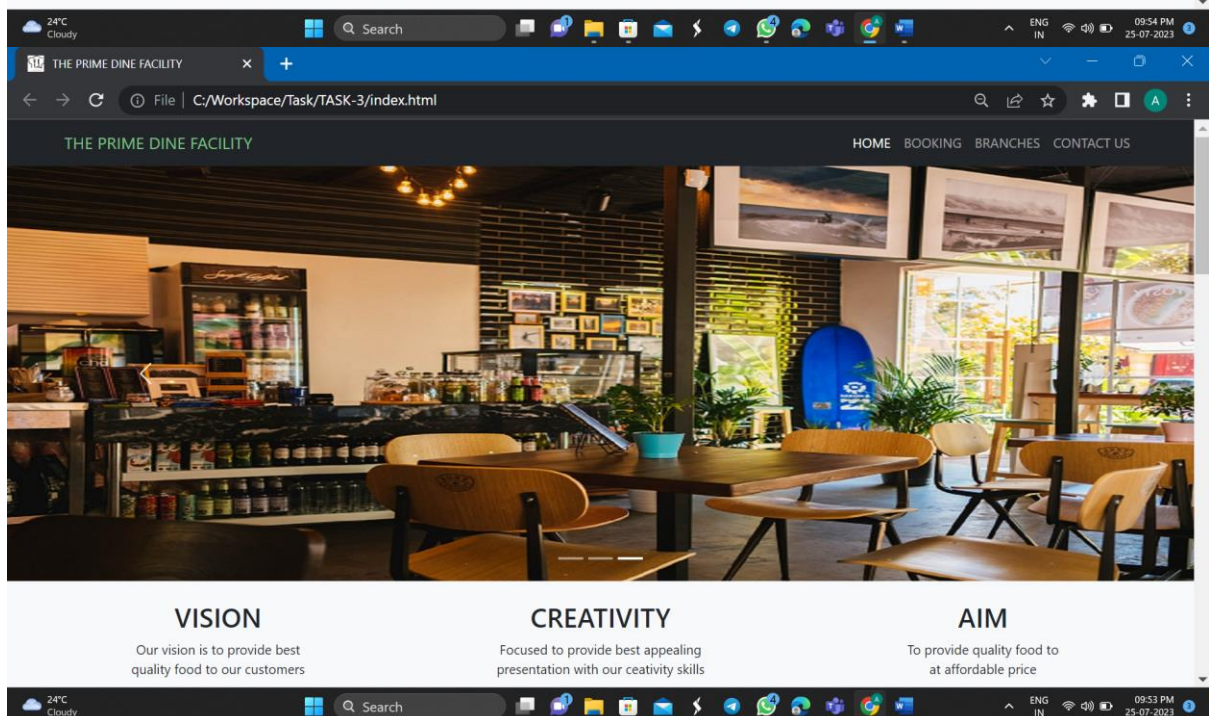 24°C
Cloudy
Search
ENG
IN
09:54 PM
25-07-2023
THE PRIME DINE FACILITY
File | C:/Workspace/Task/TASK-3/index.html
A
THE PRIME DINE FACILITY
HOME BOOKING BRANCHES CONTACT US
VISION
Our vision is to provide best
quality food to our customers
CREATIVITY
Focused to provide best appealing
presentation with our ceativity skills
AIM
To provide quality food to
at affordable price
24°C
Cloudy
Search
ENG
IN
09:53 PM
25-07-2023